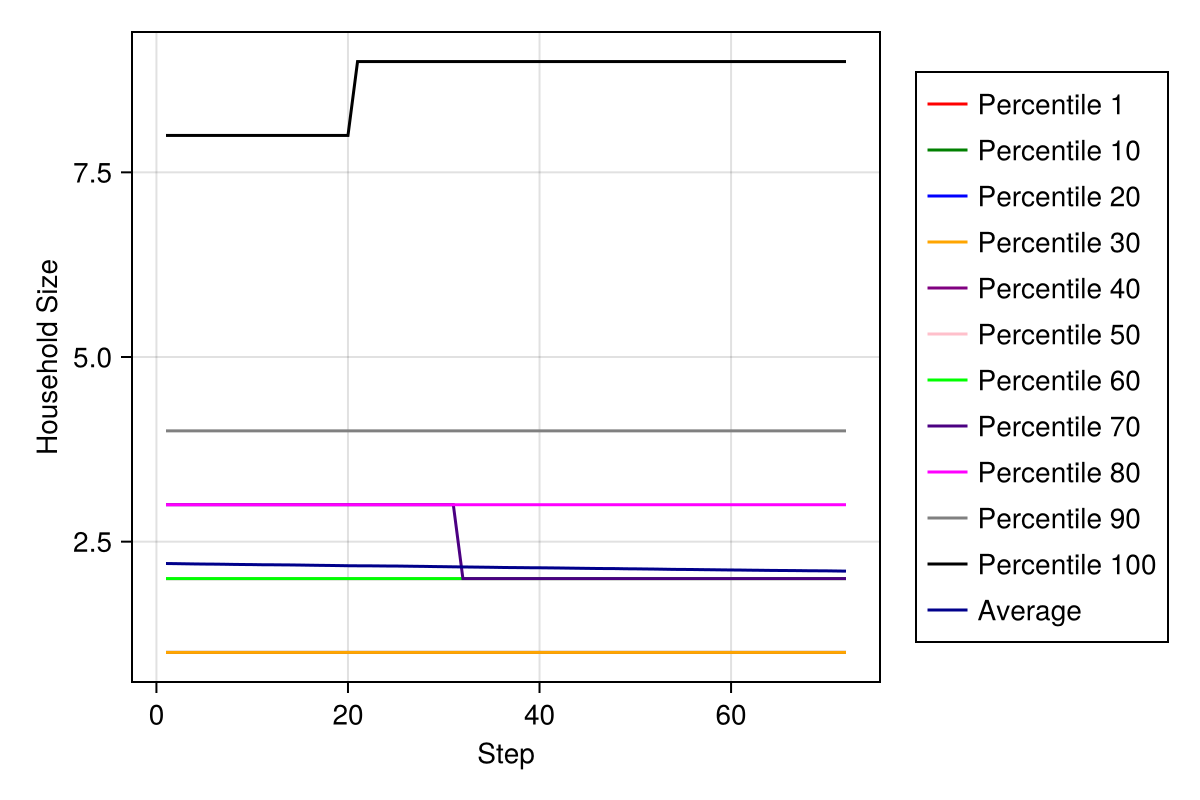 7.5
5.0
2.5
Household Size
0 20 40 60
Step
Percentile 1
Percentile 10
Percentile 20
Percentile 30
Percentile 40
Percentile 50
Percentile 60
Percentile 70
Percentile 80
Percentile 90
Percentile 100
Average